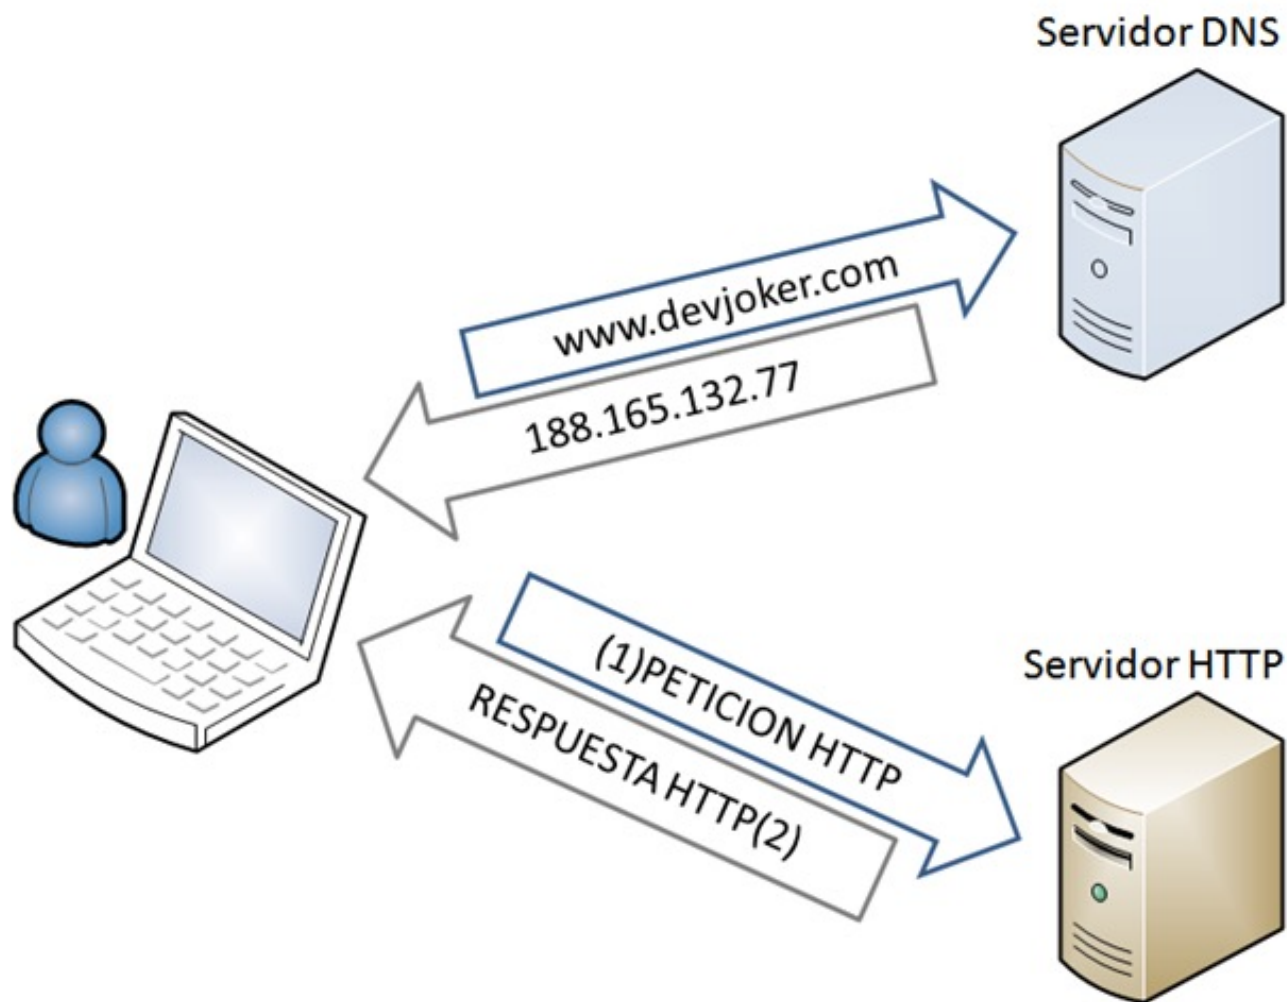 Servidor DNS
www.devjoker.com
188.165.132.77
(1)PETICION HTTP
RESPUESTA HTTP(2)
Servidor HTTP